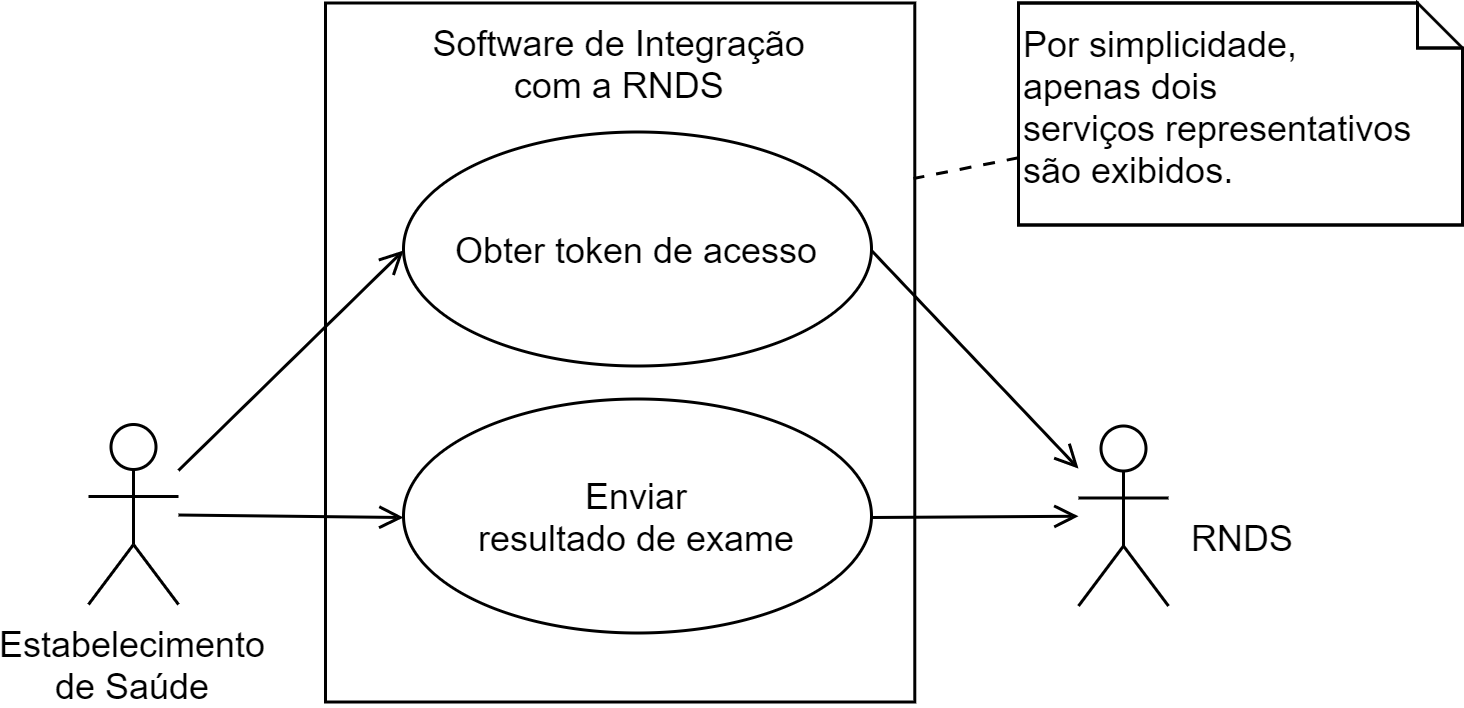 Software de Integração
com a RNDS
Por simplicidade,
apenas dois
serviços representativos
são exibidos.
Obter token de acesso
Enviar
resultado de exame
RNDS
Estabelecimento
de Saúde